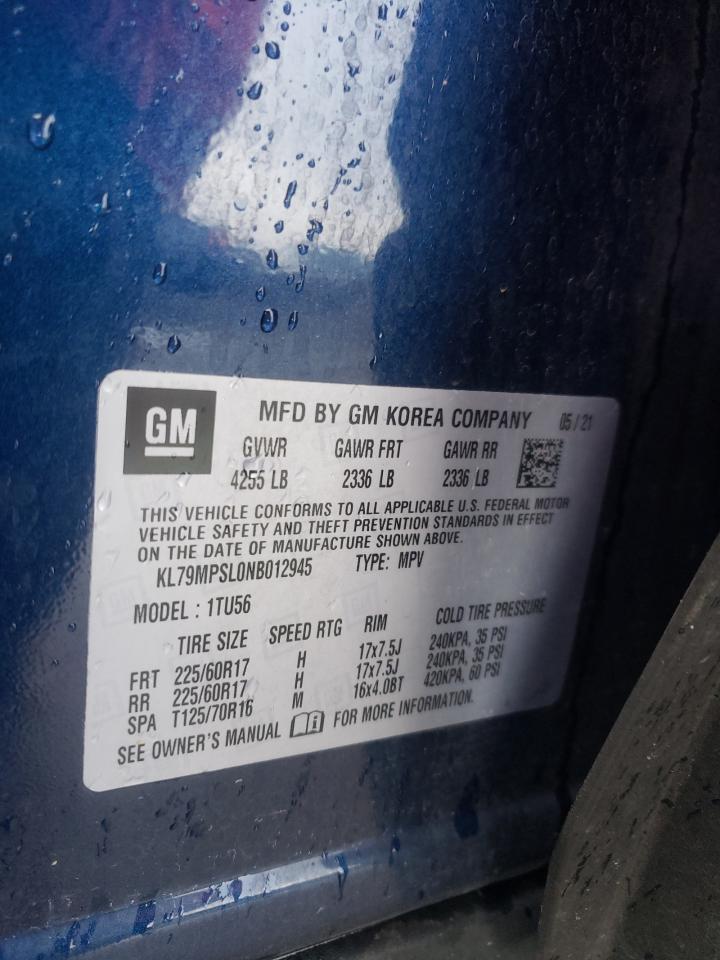 GM
MFD BY GM KOREA COMPANY 05 / 21
GVWR GAWR FRT GAWR RR
4255 LB 2336 LB 2336 LB
THIS VEHICLE CONFORMS TO ALL APPLICABLE U.S. FEDERAL MOTOR
VEHICLE SAFETY AND THEFT PREVENTION STANDARDS IN EFFECT
ON THE DATE OF MANUFACTURE SHOWN ABOVE.
KL79MPSL0NB012945 TYPE: MPV
MODEL : 1TU56
TIRE SIZE SPEED RTG RIM COLD TIRE PRESSURE
FRT 225/60R17 H 17x7.5J 240KPA, 35 PSI
RR 225/60R17 H 17x7.5J 240KPA, 35 PSI
SPA T125/70R16 M 16x4.0BT 420KPA, 60 PSI
SEE OWNER'S MANUAL FOR MORE INFORMATION.